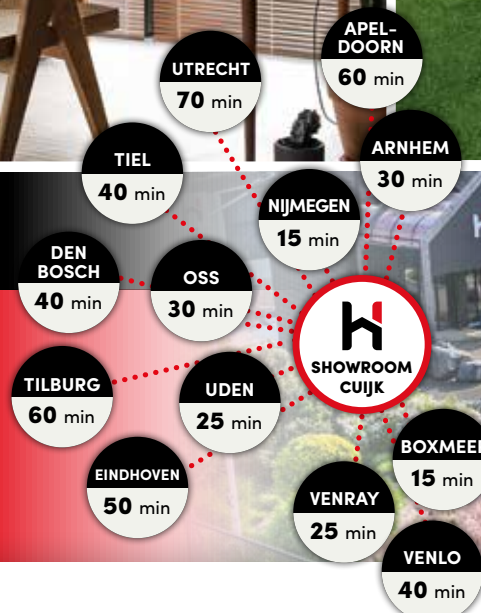 APEL-
DOORN
60 min
UTRECHT
70 min
ARNHEM
30 min
TIEL
40 min
NIJMEGEN
15 min
DEN
BOSCH
40 min
OSS
30 min
SHOWROOM
CUIJK
TILBURG
60 min
UDEN
25 min
BOXMEER
15 min
EINDHOVEN
50 min
VENRAY
25 min
VENLO
40 min